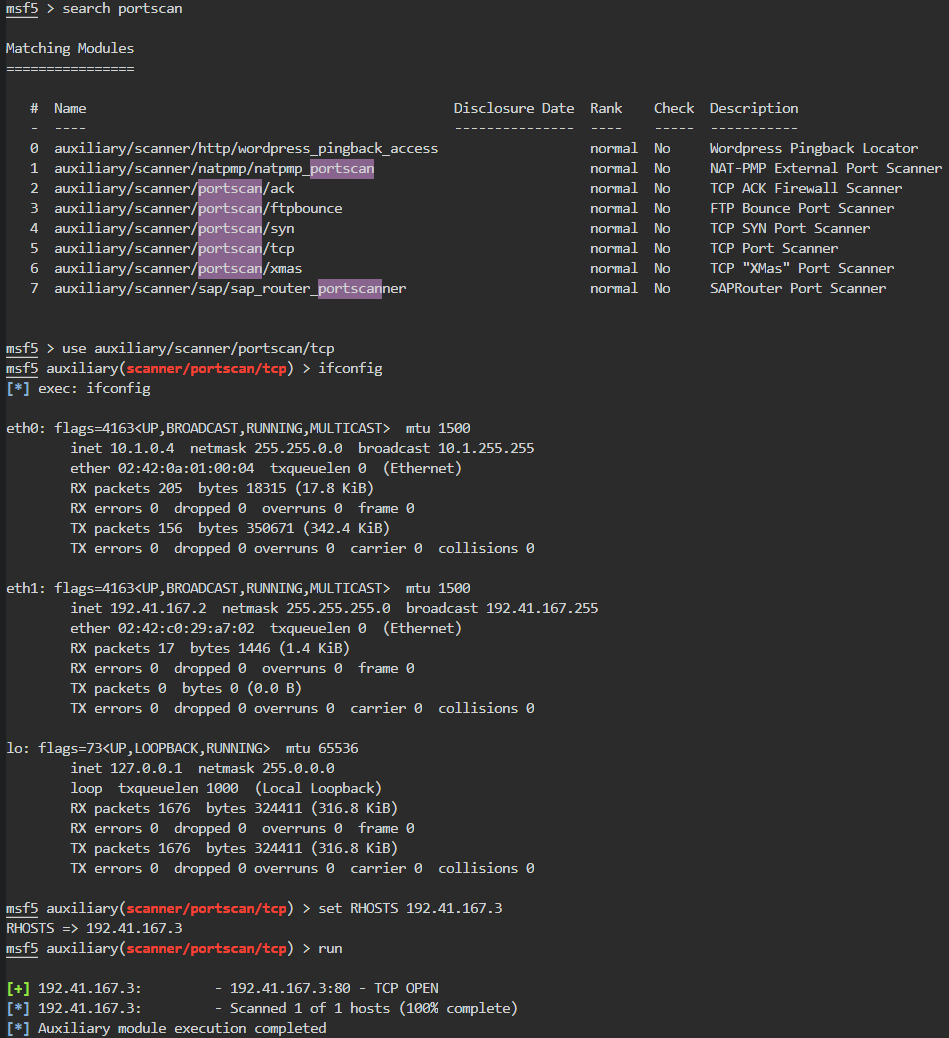 msf5 > search portscan
Matching Modules
================
#  Name                                              Disclosure Date  Rank    Check  Description
-  ----                                              ---------------  ----    -----  -----------
0  auxiliary/scanner/http/wordpress_pingback_access                   normal  No     Wordpress Pingback Locator
1  auxiliary/scanner/natpmp/natpmp_portscan                           normal  No     NAT-PMP External Port Scanner
2  auxiliary/scanner/portscan/ack                                     normal  No     TCP ACK Firewall Scanner
3  auxiliary/scanner/portscan/ftpbounce                               normal  No     FTP Bounce Port Scanner
4  auxiliary/scanner/portscan/syn                                     normal  No     TCP SYN Port Scanner
5  auxiliary/scanner/portscan/tcp                                     normal  No     TCP Port Scanner
6  auxiliary/scanner/portscan/xmas                                    normal  No     TCP "XMas" Port Scanner
7  auxiliary/scanner/sap/sap_router_portscanner                       normal  No     SAPRouter Port Scanner
msf5 > use auxiliary/scanner/portscan/tcp
msf5 auxiliary(scanner/portscan/tcp) > ifconfig
[*] exec: ifconfig
eth0: flags=4163<UP,BROADCAST,RUNNING,MULTICAST>  mtu 1500
inet 10.1.0.4  netmask 255.255.0.0  broadcast 10.1.255.255
ether 02:42:0a:01:00:04  txqueuelen 0  (Ethernet)
RX packets 205  bytes 18315 (17.8 KiB)
RX errors 0  dropped 0  overruns 0  frame 0
TX packets 156  bytes 350671 (342.4 KiB)
TX errors 0  dropped 0 overruns 0  carrier 0  collisions 0
eth1: flags=4163<UP,BROADCAST,RUNNING,MULTICAST>  mtu 1500
inet 192.41.167.2  netmask 255.255.255.0  broadcast 192.41.167.255
ether 02:42:c0:29:a7:02  txqueuelen 0  (Ethernet)
RX packets 17  bytes 1446 (1.4 KiB)
RX errors 0  dropped 0  overruns 0  frame 0
TX packets 0  bytes 0 (0.0 B)
TX errors 0  dropped 0 overruns 0  carrier 0  collisions 0
lo: flags=73<UP,LOOPBACK,RUNNING>  mtu 65536
inet 127.0.0.1  netmask 255.0.0.0
loop  txqueuelen 1000  (Local Loopback)
RX packets 1676  bytes 324411 (316.8 KiB)
RX errors 0  dropped 0  overruns 0  frame 0
TX packets 1676  bytes 324411 (316.8 KiB)
TX errors 0  dropped 0 overruns 0  carrier 0  collisions 0
msf5 auxiliary(scanner/portscan/tcp) > set RHOSTS 192.41.167.3
RHOSTS => 192.41.167.3
msf5 auxiliary(scanner/portscan/tcp) > run
[+] 192.41.167.3:         - 192.41.167.3:80 - TCP OPEN
[*] 192.41.167.3:         - Scanned 1 of 1 hosts (100% complete)
[*] Auxiliary module execution completed